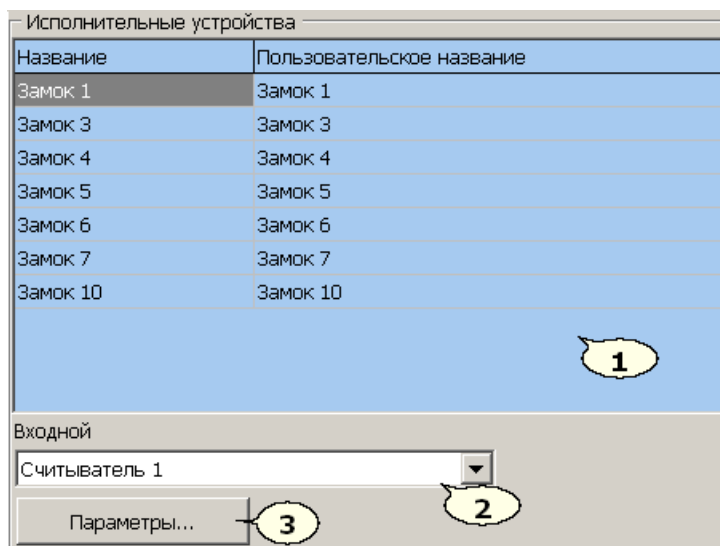 Исполнительные устройства
Название Пользовательское название
Замок 1 Замок 1
Замок 3 Замок 3
Замок 4 Замок 4
Замок 5 Замок 5
Замок 6 Замок 6
Замок 7 Замок 7
Замок 10 Замок 10
1
Входной
Считыватель 1
2
Параметры... 3